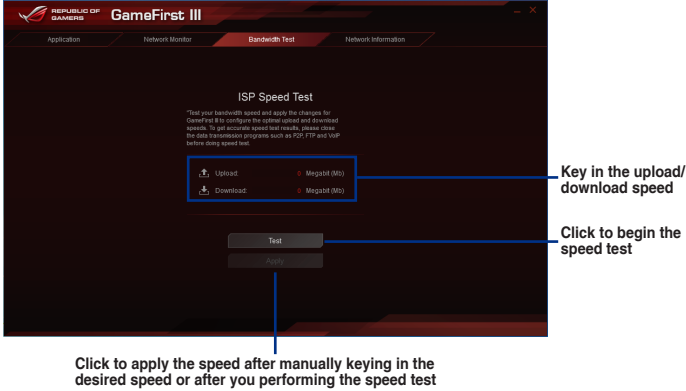 REPUBLIC OF
GAMERS
GameFirst III
Application
Network Monitor
Bandwidth Test
Network Information
ISP Speed Test
*Test your bandwidth speed and apply the changes for
GameFirst III to configure the optimal upload and download
speeds. To get accurate speed test results, please close
the data transmission programs such as P2P, FTP and VoIP
before doing speed test.
Upload: 0 Megabit (Mb)
Download: 0 Megabit (Mb)
Key in the upload/
download speed
Test
Click to begin the
speed test
Apply
Click to apply the speed after manually keying in the
desired speed or after you performing the speed test